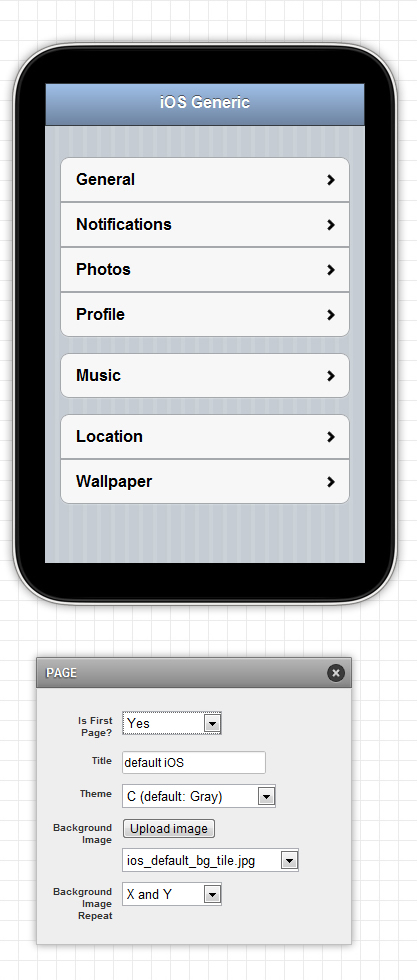 iOS Generic
General
Notifications
Photos
Profile
Music
Location
Wallpaper
PAGE
Is First
Page?
Yes
Title
default iOS
Theme
C (default: Gray)
Background
Image
Upload image
ios_default_bg_tile.jpg
Background
Image
Repeat
X and Y